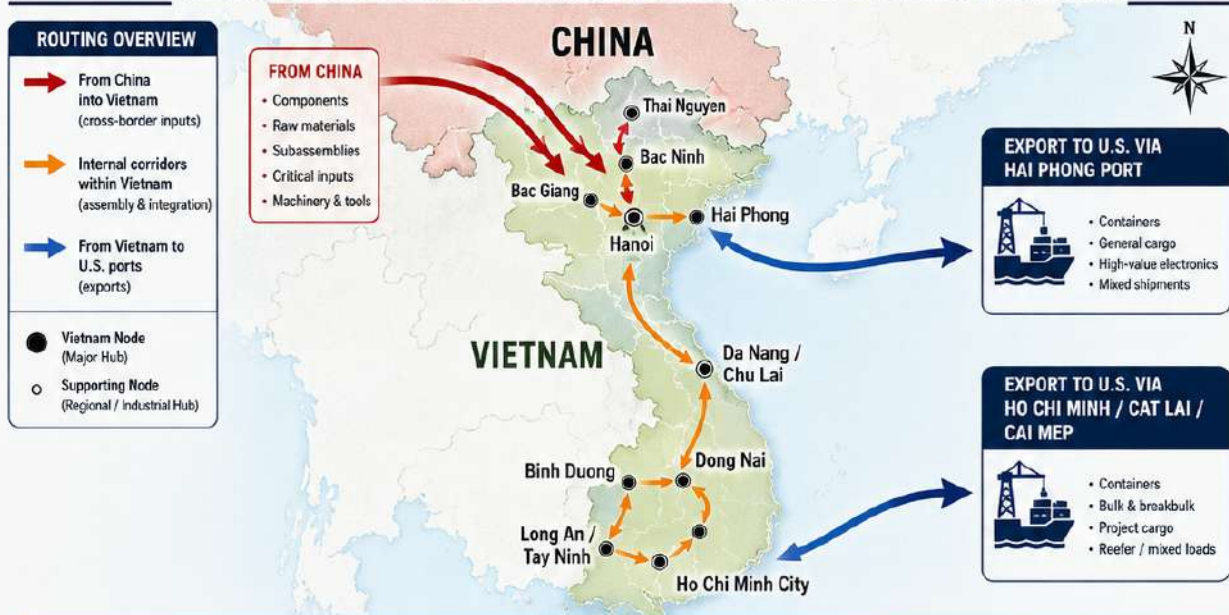 ROUTING OVERVIEW
From China
into Vietnam
(cross-border inputs)
Internal corridors
within Vietnam
(assembly & integration)
From Vietnam to
U.S. ports
(exports)
Vietnam Node
(Major Hub)
Supporting Node
(Regional / Industrial Hub)
FROM CHINA
• Components
• Raw materials
• Subassemblies
• Critical inputs
• Machinery & tools
CHINA
Thai Nguyen
Bac Ninh
Bac Giang
Hanoi
Hai Phong
VIETNAM
Da Nang /
Chu Lai
Binh Duong
Dong Nai
Long An /
Tay Ninh
Ho Chi Minh City
N
EXPORT TO U.S. VIA
HAI PHONG PORT
• Containers
• General cargo
• High-value electronics
• Mixed shipments
EXPORT TO U.S. VIA
HO CHI MINH / CAT LAI /
CAI MEP
• Containers
• Bulk & breakbulk
• Project cargo
• Reefer / mixed loads